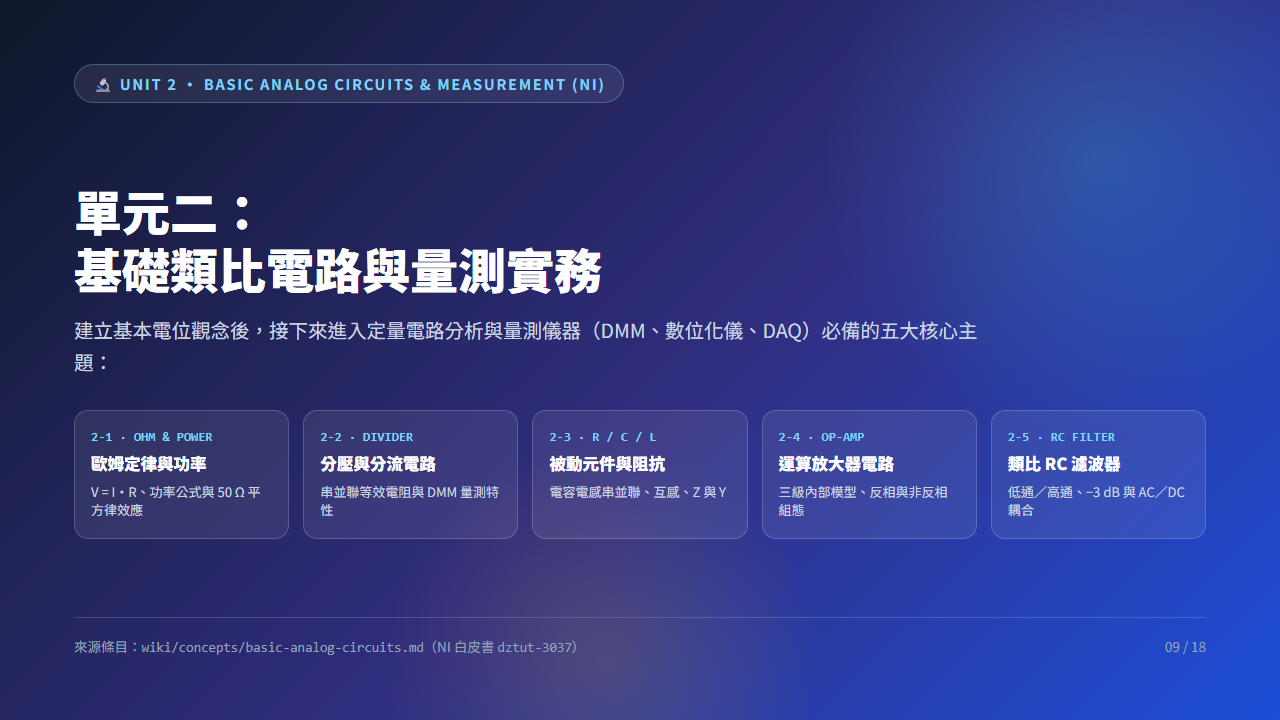 🔬 UNIT 2 • BASIC ANALOG CIRCUITS & MEASUREMENT (NI)
單元二：
基礎類比電路與量測實務
建立基本電位觀念後，接下來進入定量電路分析與量測儀器（DMM、數位化儀、DAQ）必備的五大核心主
題：
2-1 · OHM & POWER
歐姆定律與功率
V = I・R、功率公式與 50 Ω 平
方律效應
2-2 · DIVIDER
分壓與分流電路
串並聯等效電阻與 DMM 量測特
性
2-3 · R / C / L
被動元件與阻抗
電容電感串並聯、互感、Z 與 Y
2-4 · OP-AMP
運算放大器電路
三級內部模型、反相與非反相
組態
2-5 · RC FILTER
類比 RC 濾波器
低通／高通、−3 dB 與 AC／DC
耦合
來源條目：wiki/concepts/basic-analog-circuits.md（NI 白皮書 dztut-3037）
09 / 18